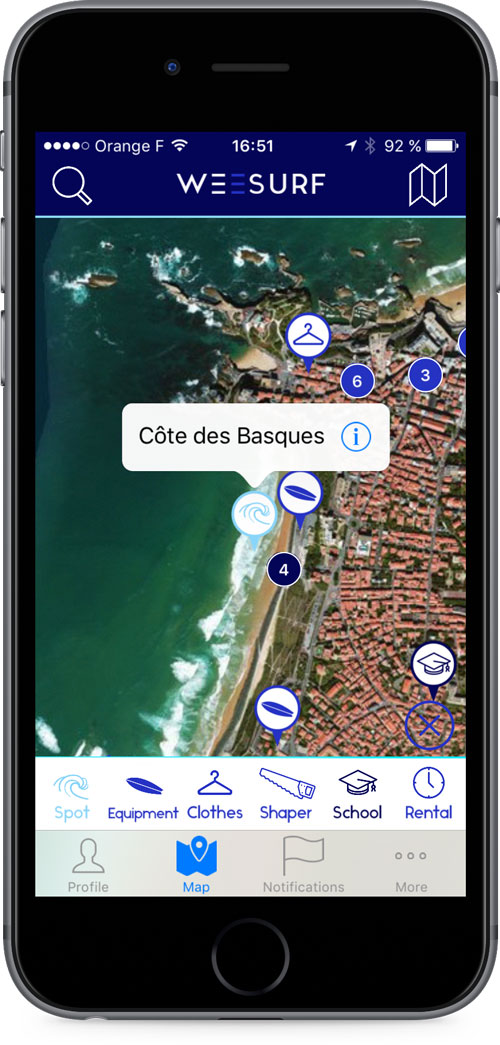 Orange F 16:51 92 %
WEESURF
6
3
Côte des Basques i
4
Spot Equipment Clothes Shaper School Rental
Profile Map Notifications More